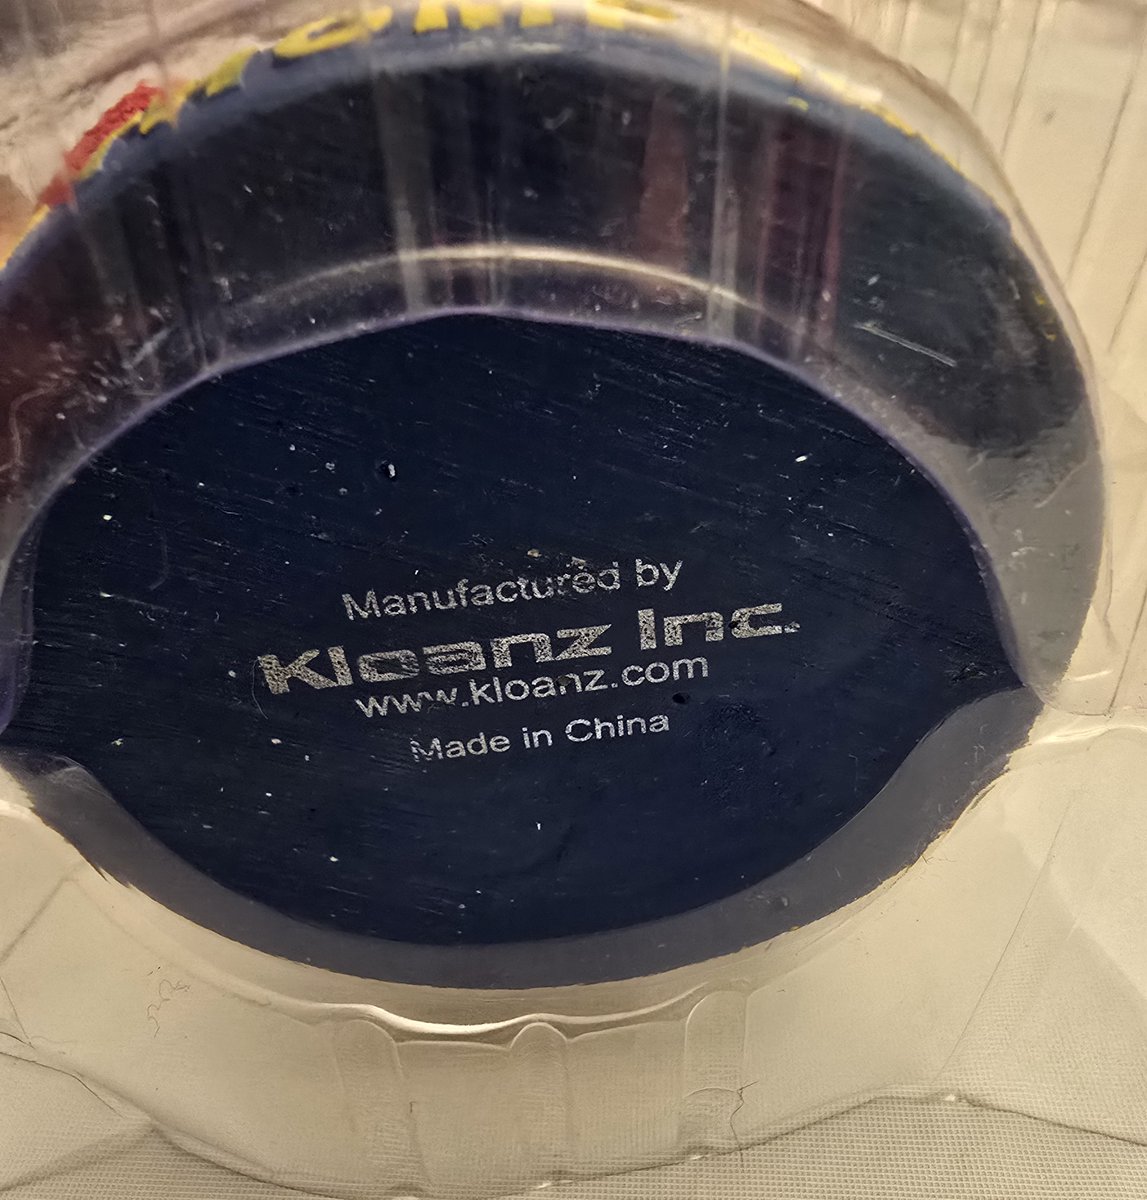 Manufactured by
Kloanz Inc.
www.kloanz.com
Made in China